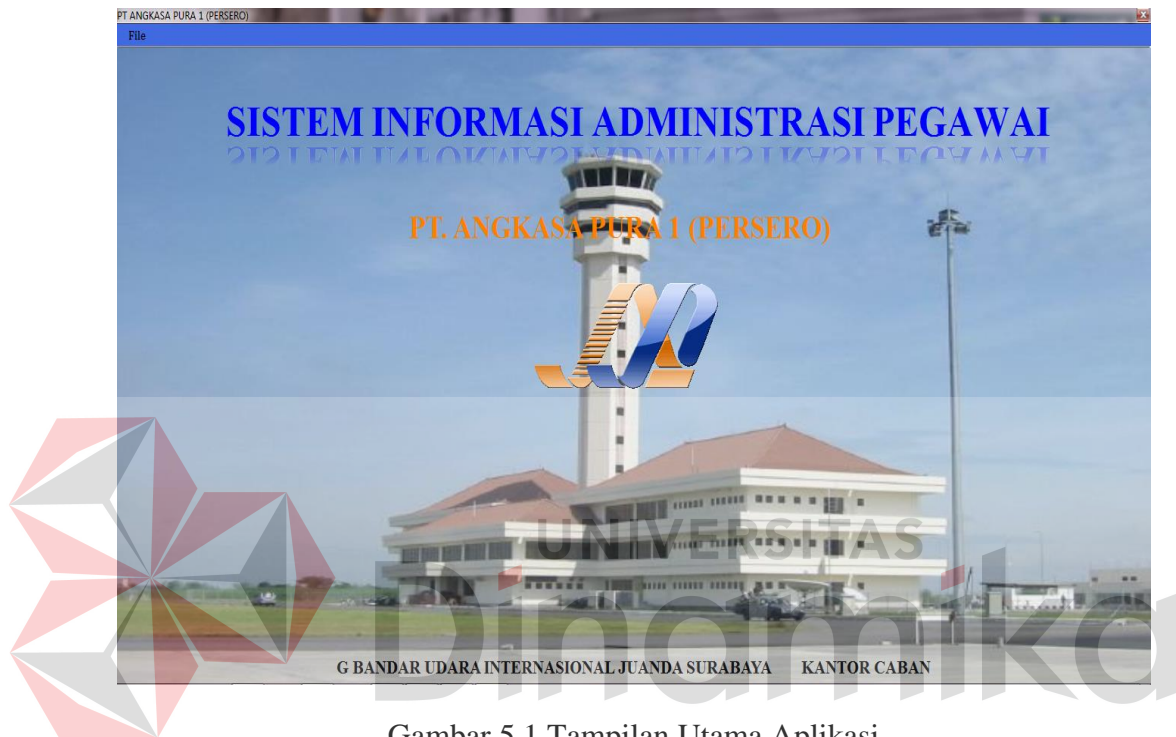 PT ANGKASA PURA 1 (PERSERO)
File
SISTEM INFORMASI ADMINISTRASI PEGAWAI
PT. ANGKASA PURA 1 (PERSERO)
UNIVERSITAS
Dinamika
G BANDAR UDARA INTERNASIONAL JUANDA SURABAYA KANTOR CABAN
Gambar 5.1 Tampilan Utama Aplikasi